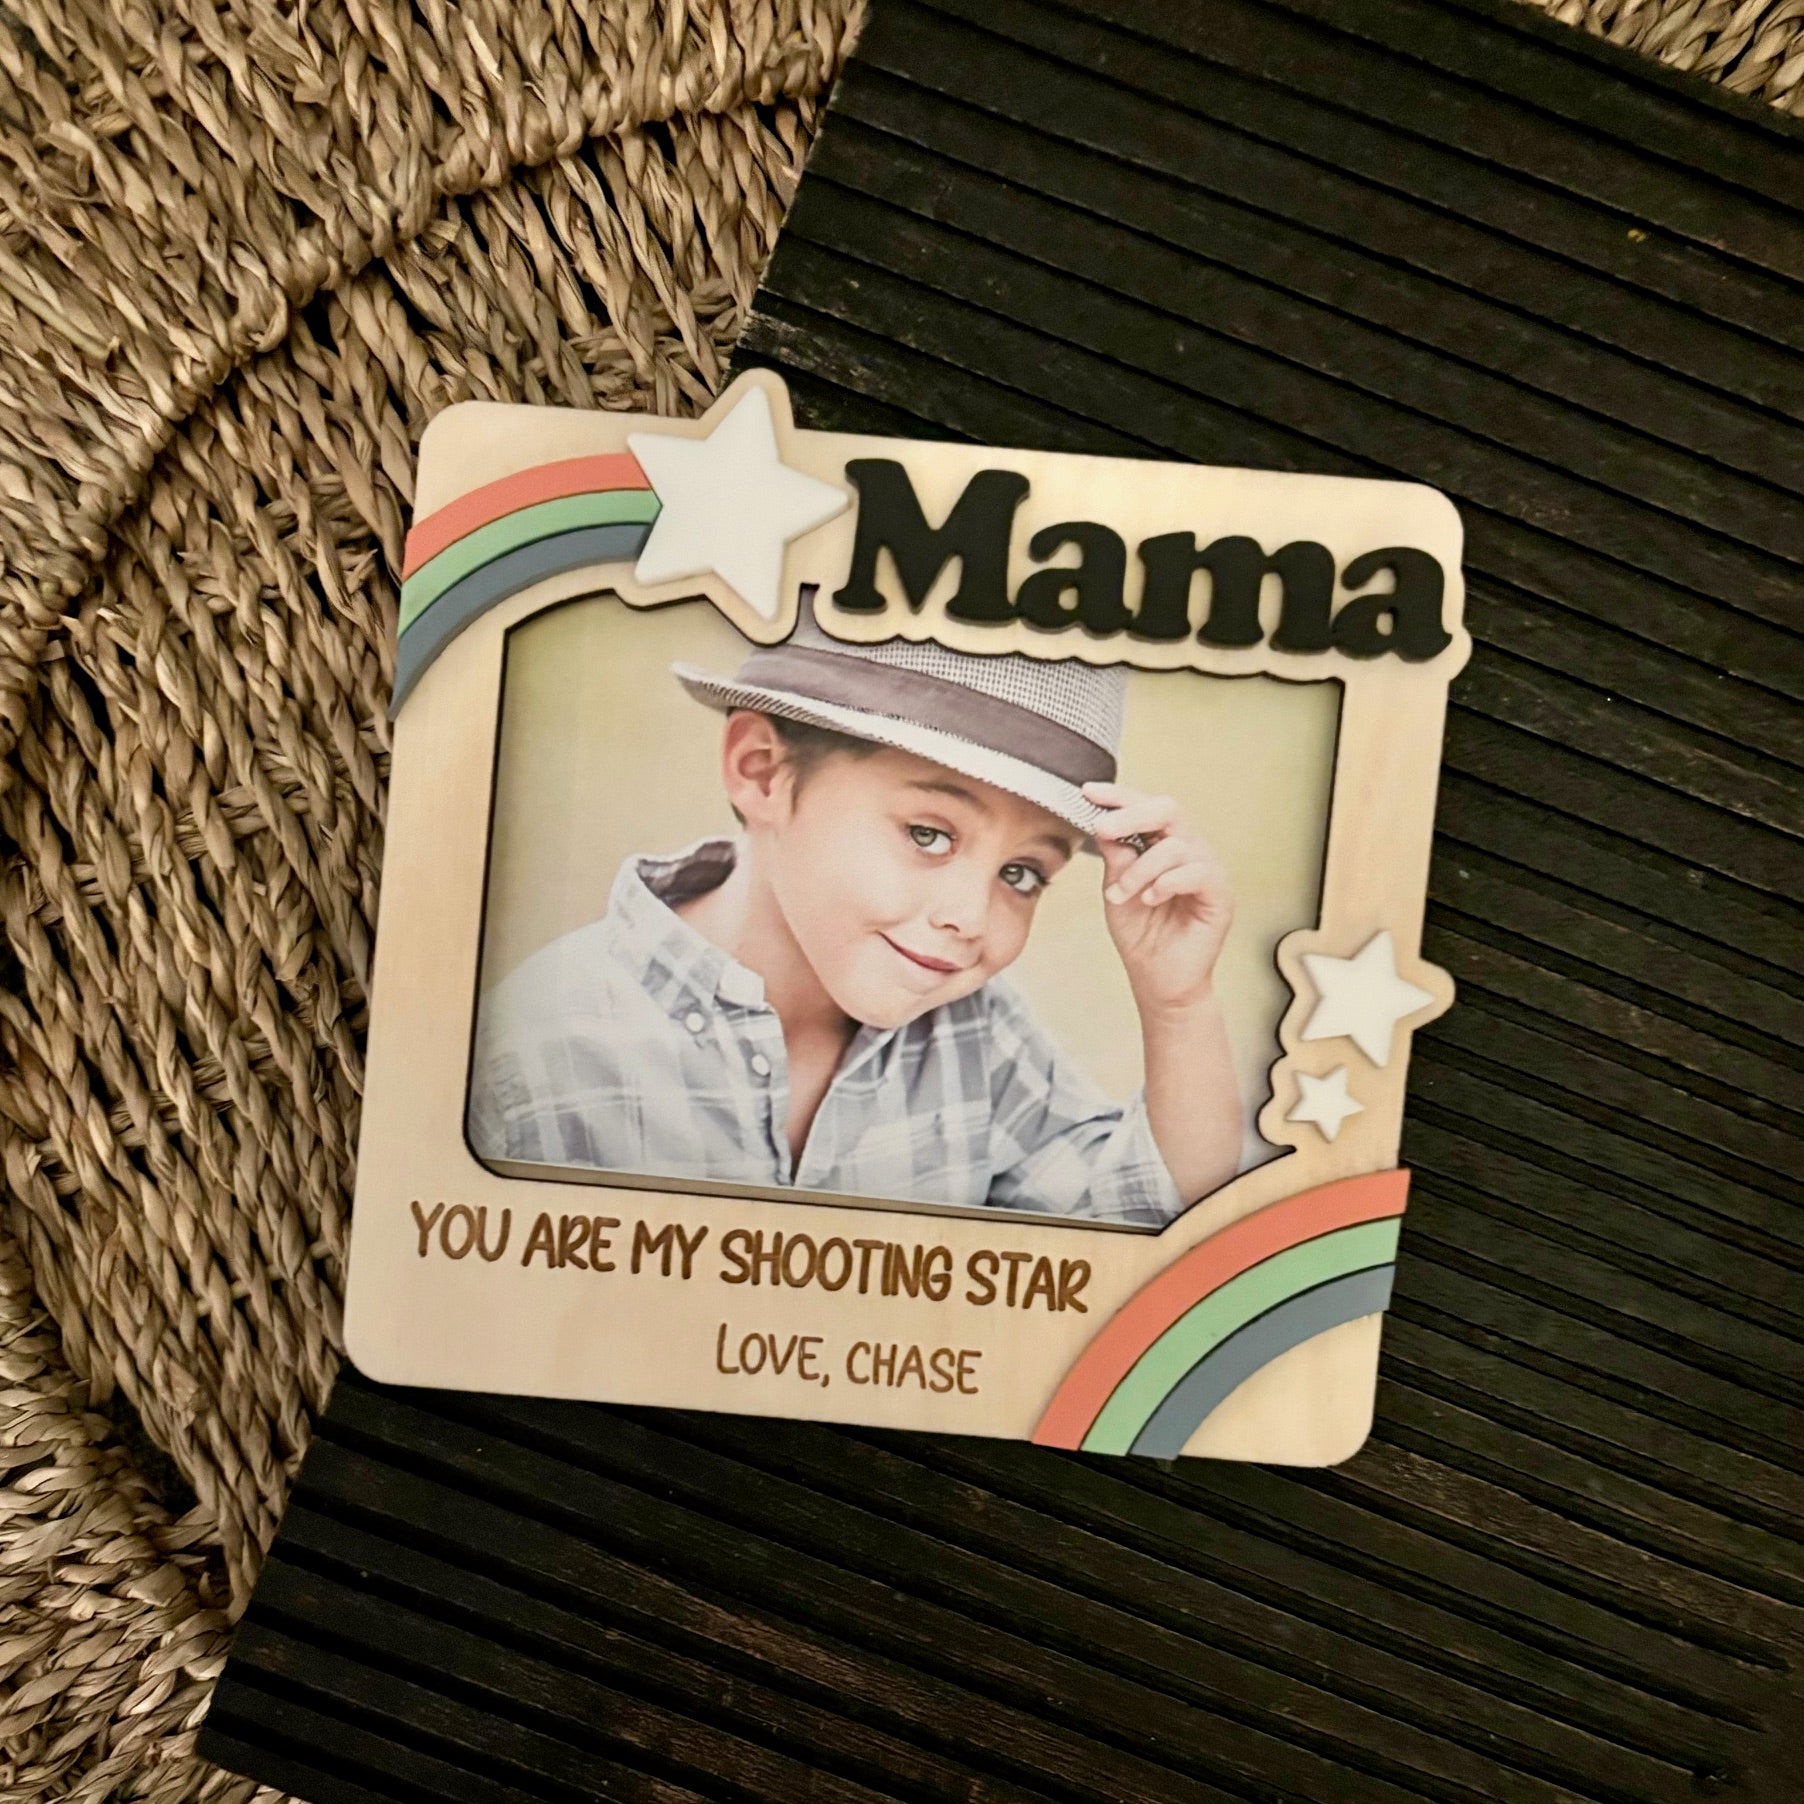 Mama
YOU ARE MY SHOOTING STAR
LOVE, CHASE